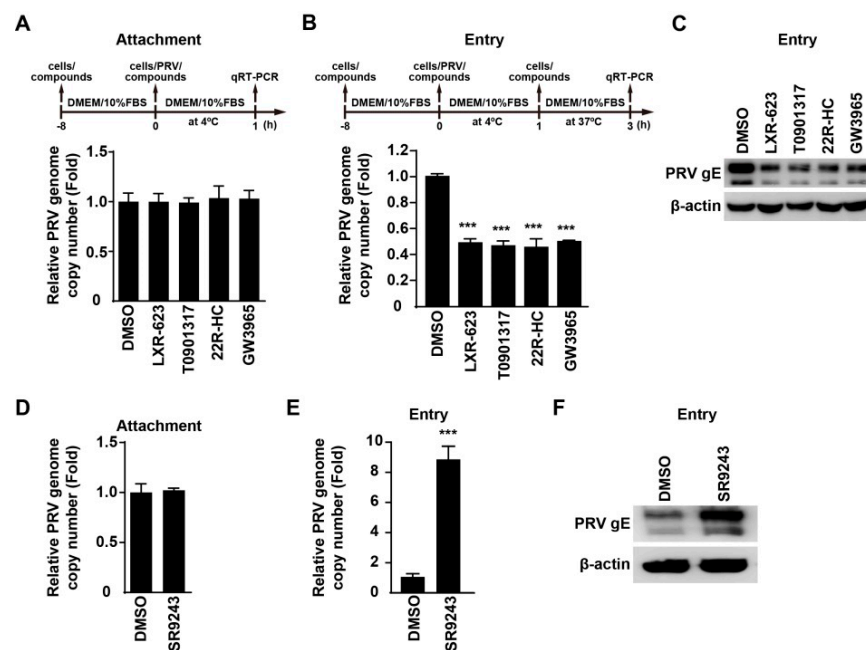 A
Attachment
cells/
compounds
cells/PRV/
compounds
qRT-PCR
DMEM/10%FBS
DMEM/10%FBS
-8
0
at 4ºC
1
(h)
Relative PRV genome
copy number (Fold)
1.5
1.0
0.5
0
DMSO
LXR-623
T0901317
22R-HC
GW3965
B
Entry
cells/
compounds
cells/PRV/
compounds
cells/
compounds
qRT-PCR
DMEM/10%FBS
DMEM/10%FBS
DMEM/10%FBS
-8
0
at 4ºC
1
at 37ºC
3
(h)
Relative PRV genome
copy number (Fold)
1.2
1.0
0.8
0.6
0.4
0.2
0
***
***
***
***
DMSO
LXR-623
T0901317
22R-HC
GW3965
C
Entry
DMSO
LXR-623
T0901317
22R-HC
GW3965
PRV gE
β-actin
D
Attachment
Relative PRV genome
copy number (Fold)
1.5
1.0
0.5
0
DMSO
SR9243
E
Entry
Relative PRV genome
copy number (Fold)
10
8
6
4
2
0
***
DMSO
SR9243
F
Entry
DMSO
SR9243
PRV gE
β-actin